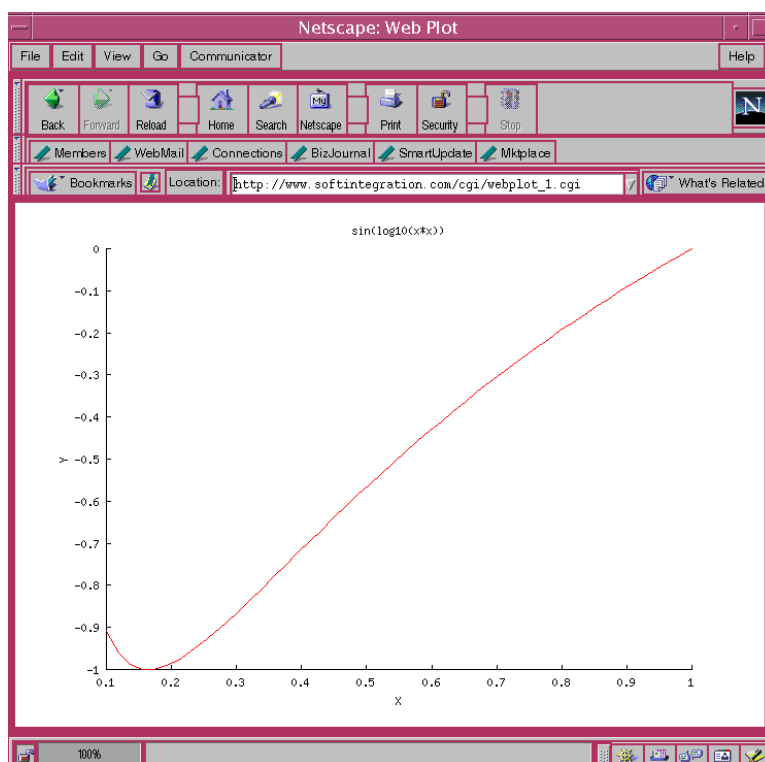 Netscape: Web Plot
File Edit View Go Communicator Help
Back Forward Reload Home Search Netscape Print Security Stop
My
N
Members WebMail Connections BizJournal SmartUpdate Mktplace
Bookmarks Location: http://www.softintegration.com/cgi/webplot_1.cgi What's Related
sin(log10(x*x))
0
-0.1
-0.2
-0.3
-0.4
Y -0.5
-0.6
-0.7
-0.8
-0.9
-1
0.1 0.2 0.3 0.4 0.5 0.6 0.7 0.8 0.9 1
X
100%